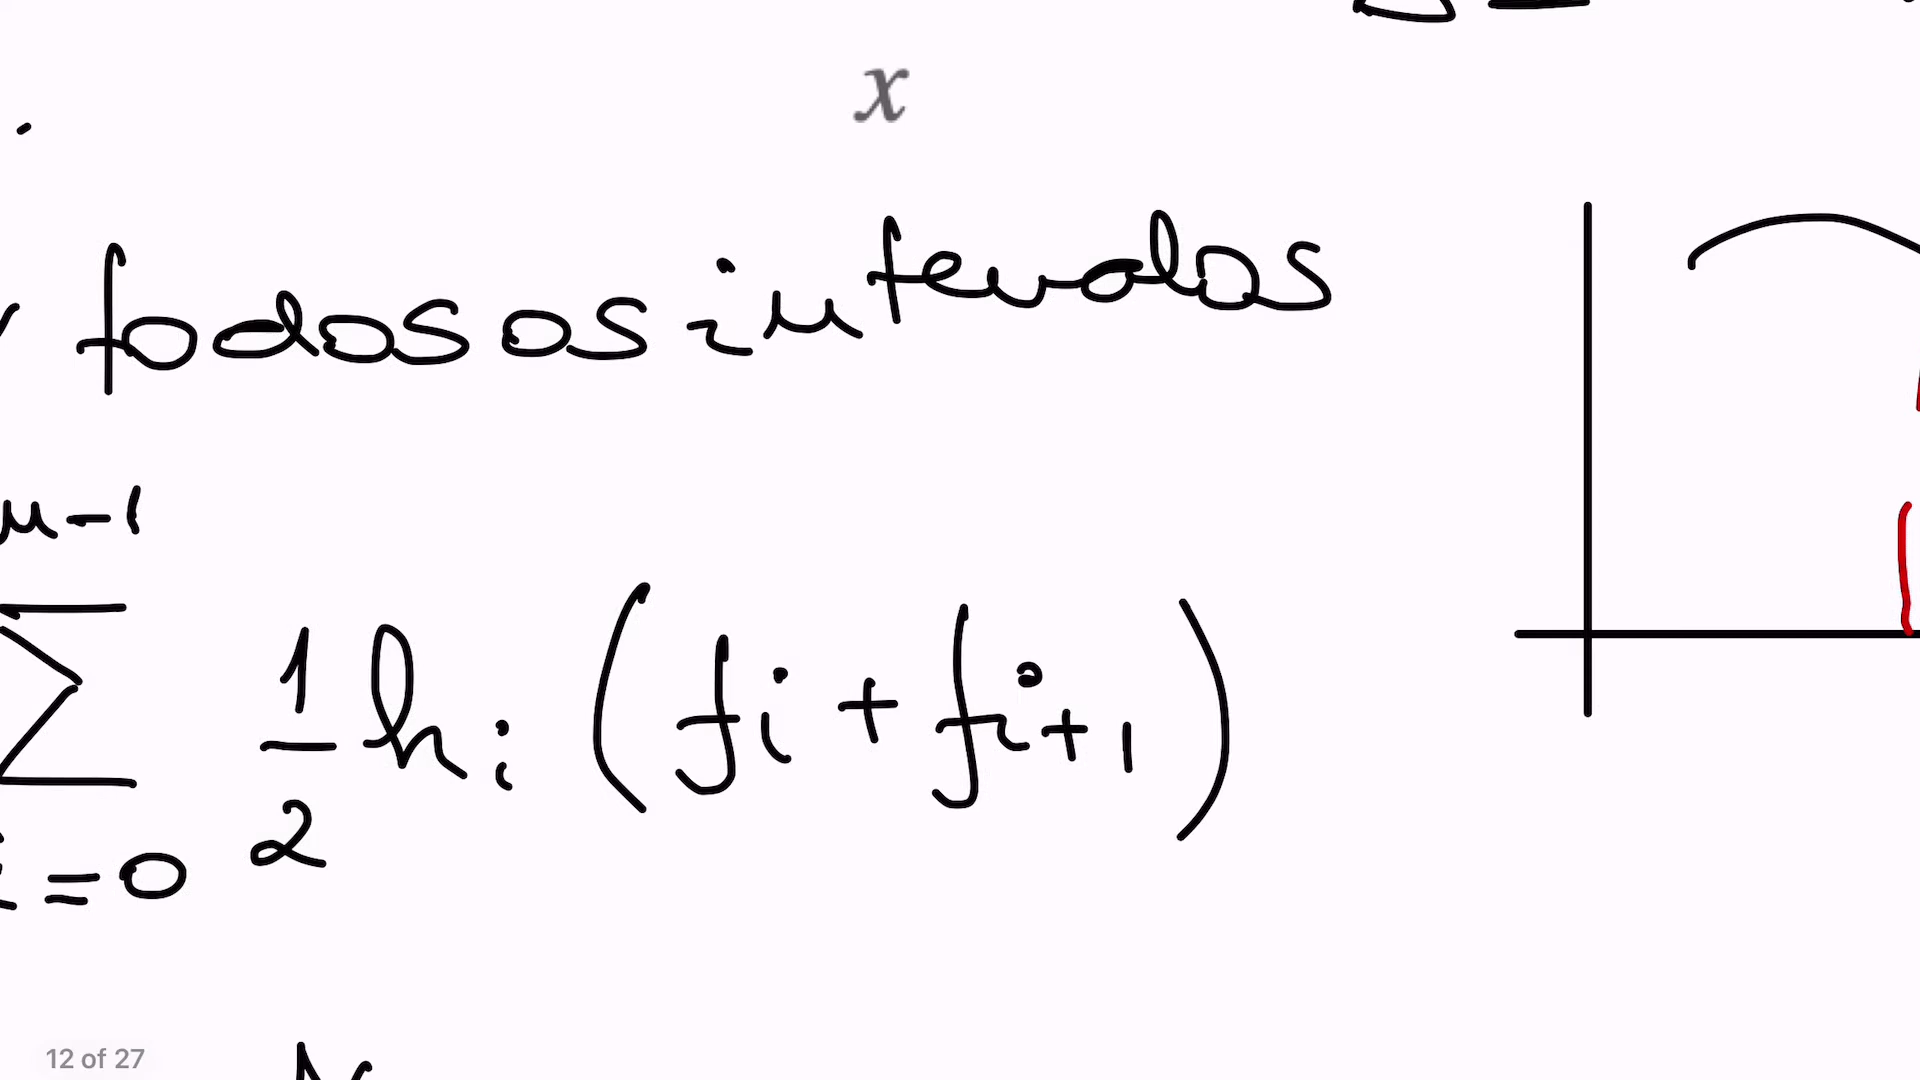 x
todos os intervalos
n-1
∑ 1/2 hi (fi + fi+1)
i=0
12 of 27